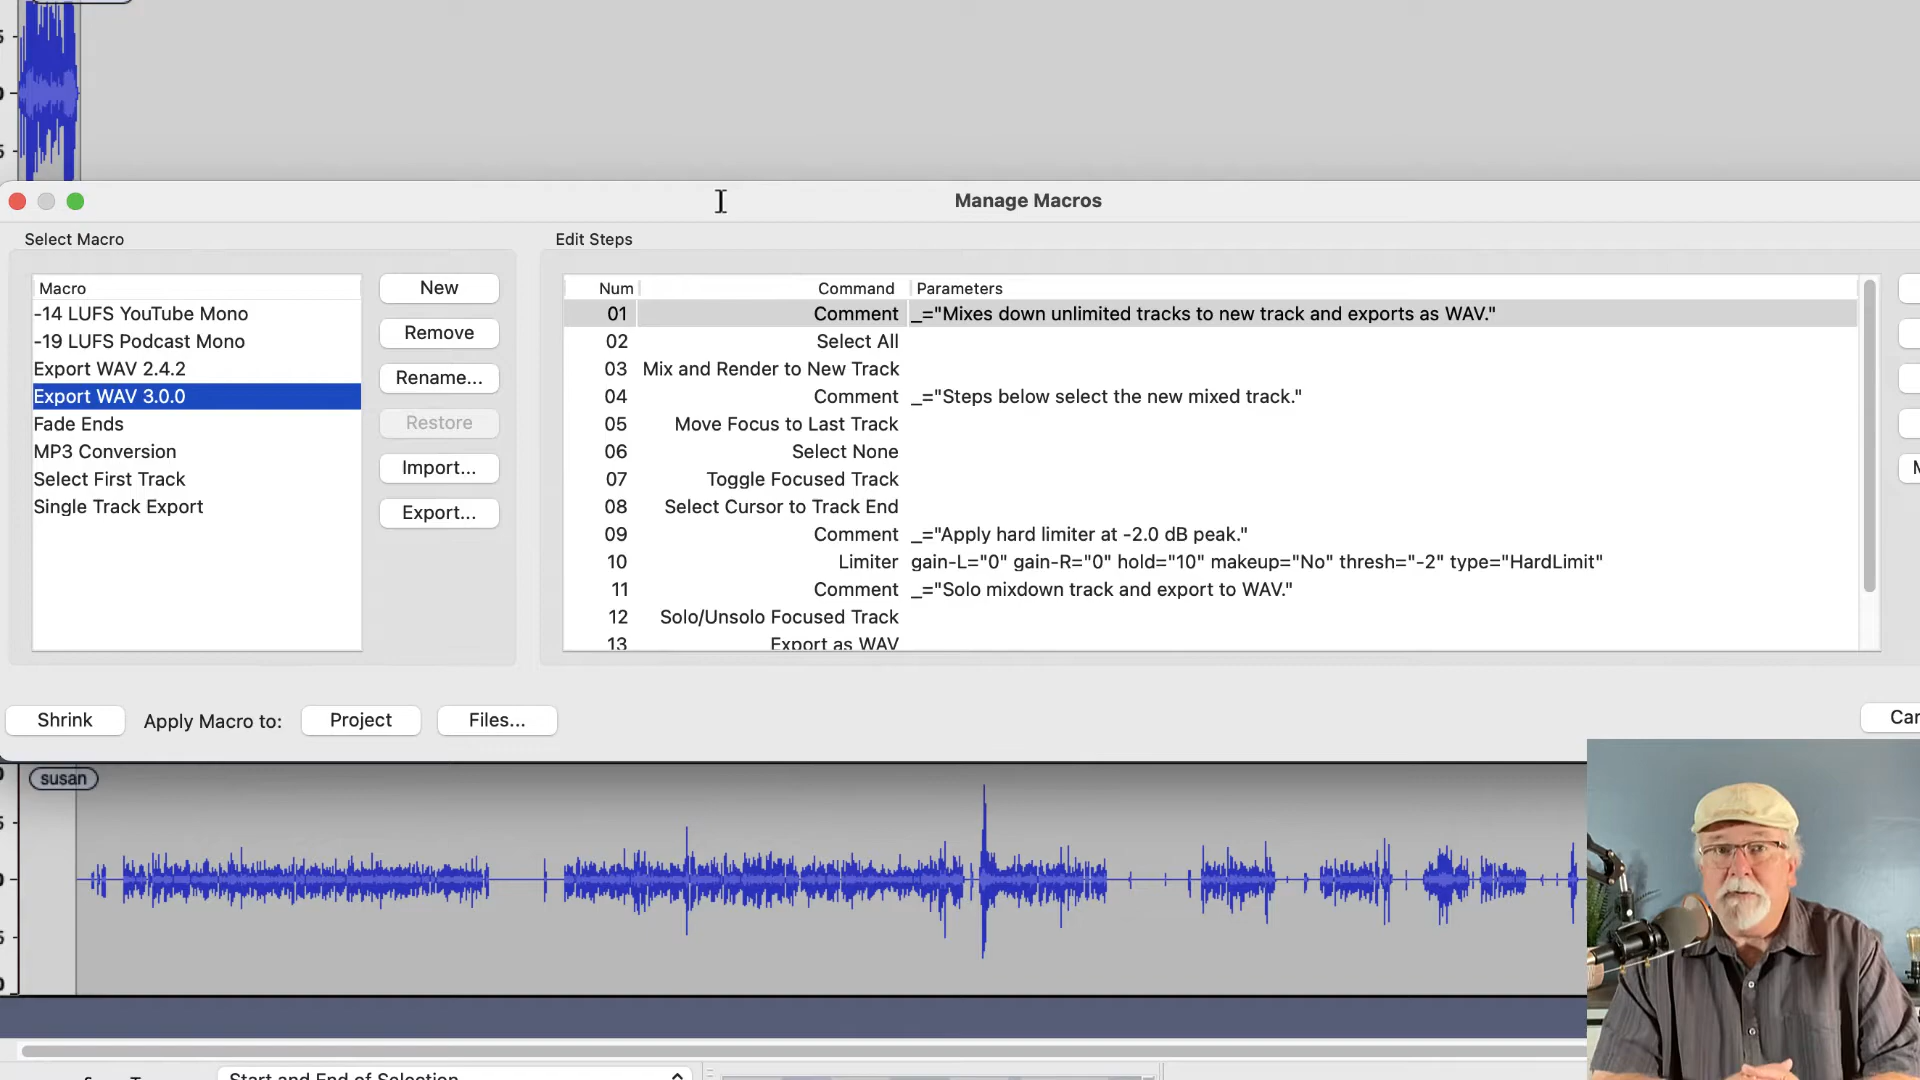 Manage Macros
Select Macro
Edit Steps
Macro
-14 LUFS YouTube Mono
-19 LUFS Podcast Mono
Export WAV 2.4.2
Export WAV 3.0.0
Fade Ends
MP3 Conversion
Select First Track
Single Track Export
New
Remove
Rename...
Restore
Import...
Export...
Num Command Parameters
01 Comment _="Mixes down unlimited tracks to new track and exports as WAV."
02 Select All
03 Mix and Render to New Track
04 Comment _="Steps below select the new mixed track."
05 Move Focus to Last Track
06 Select None
07 Toggle Focused Track
08 Select Cursor to Track End
09 Comment _="Apply hard limiter at -2.0 dB peak."
10 Limiter gain-L="0" gain-R="0" hold="10" makeup="No" thresh="-2" type="HardLimit"
11 Comment _="Solo mixdown track and export to WAV."
12 Solo/Unsolo Focused Track
13 Export as WAV
M
Shrink Apply Macro to: Project Files...
Can
susan
Start and End of Selection